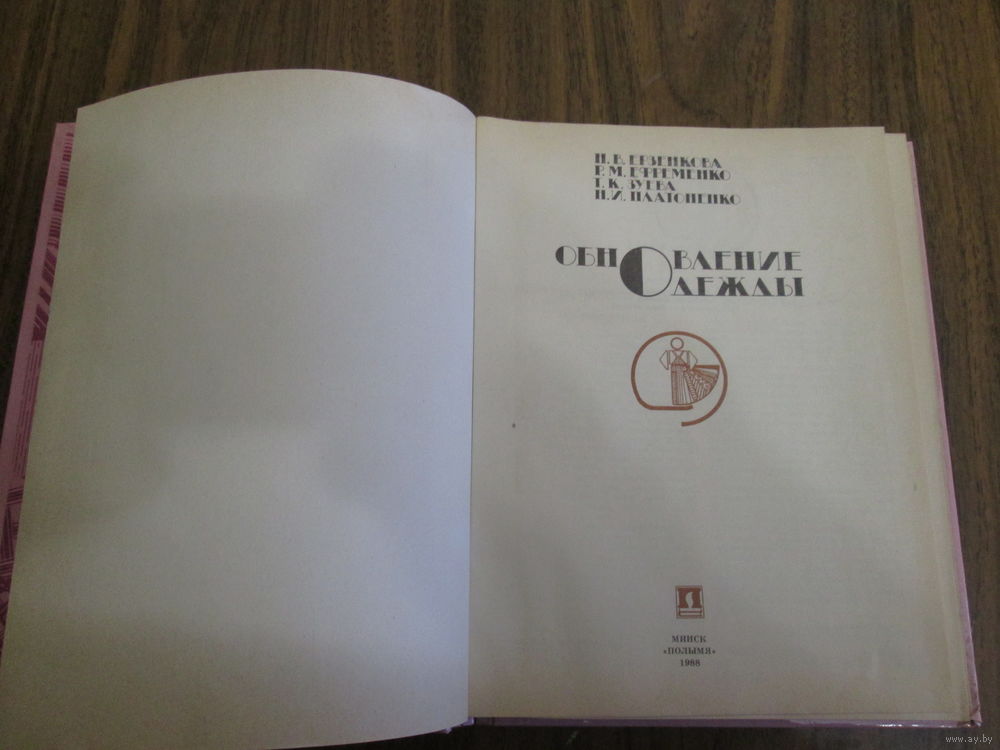 Н. В. ЕРЗЕНКОВА
Р. М. ЕФРЕМЕНКО
Т. К. ЗУЕВА
Н. И. ПЛАТОНЕНКО
ОБНОВЛЕНИЕ
ОДЕЖДЫ
МИНСК
«ПОЛЫМЯ»
1988
www.ay.by